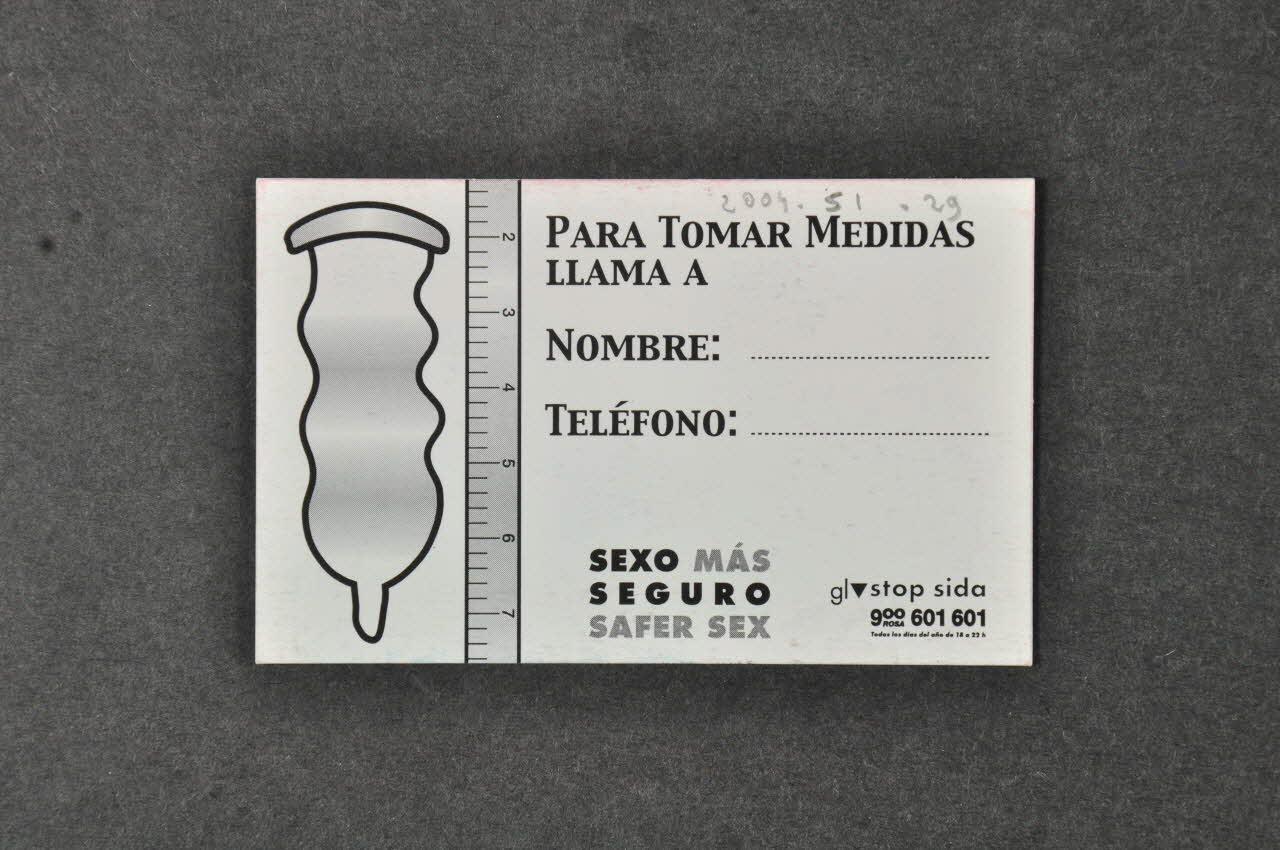 2004. 51 .29
PARA TOMAR MEDIDAS
LLAMA A
NOMBRE:
TELÉFONO:
2
3
4
5
6
7
SEXO MÁS
SEGURO
SAFER SEX
gl▼stop sida
900 ROSA 601 601
Todos los días del año de 18 a 22 h